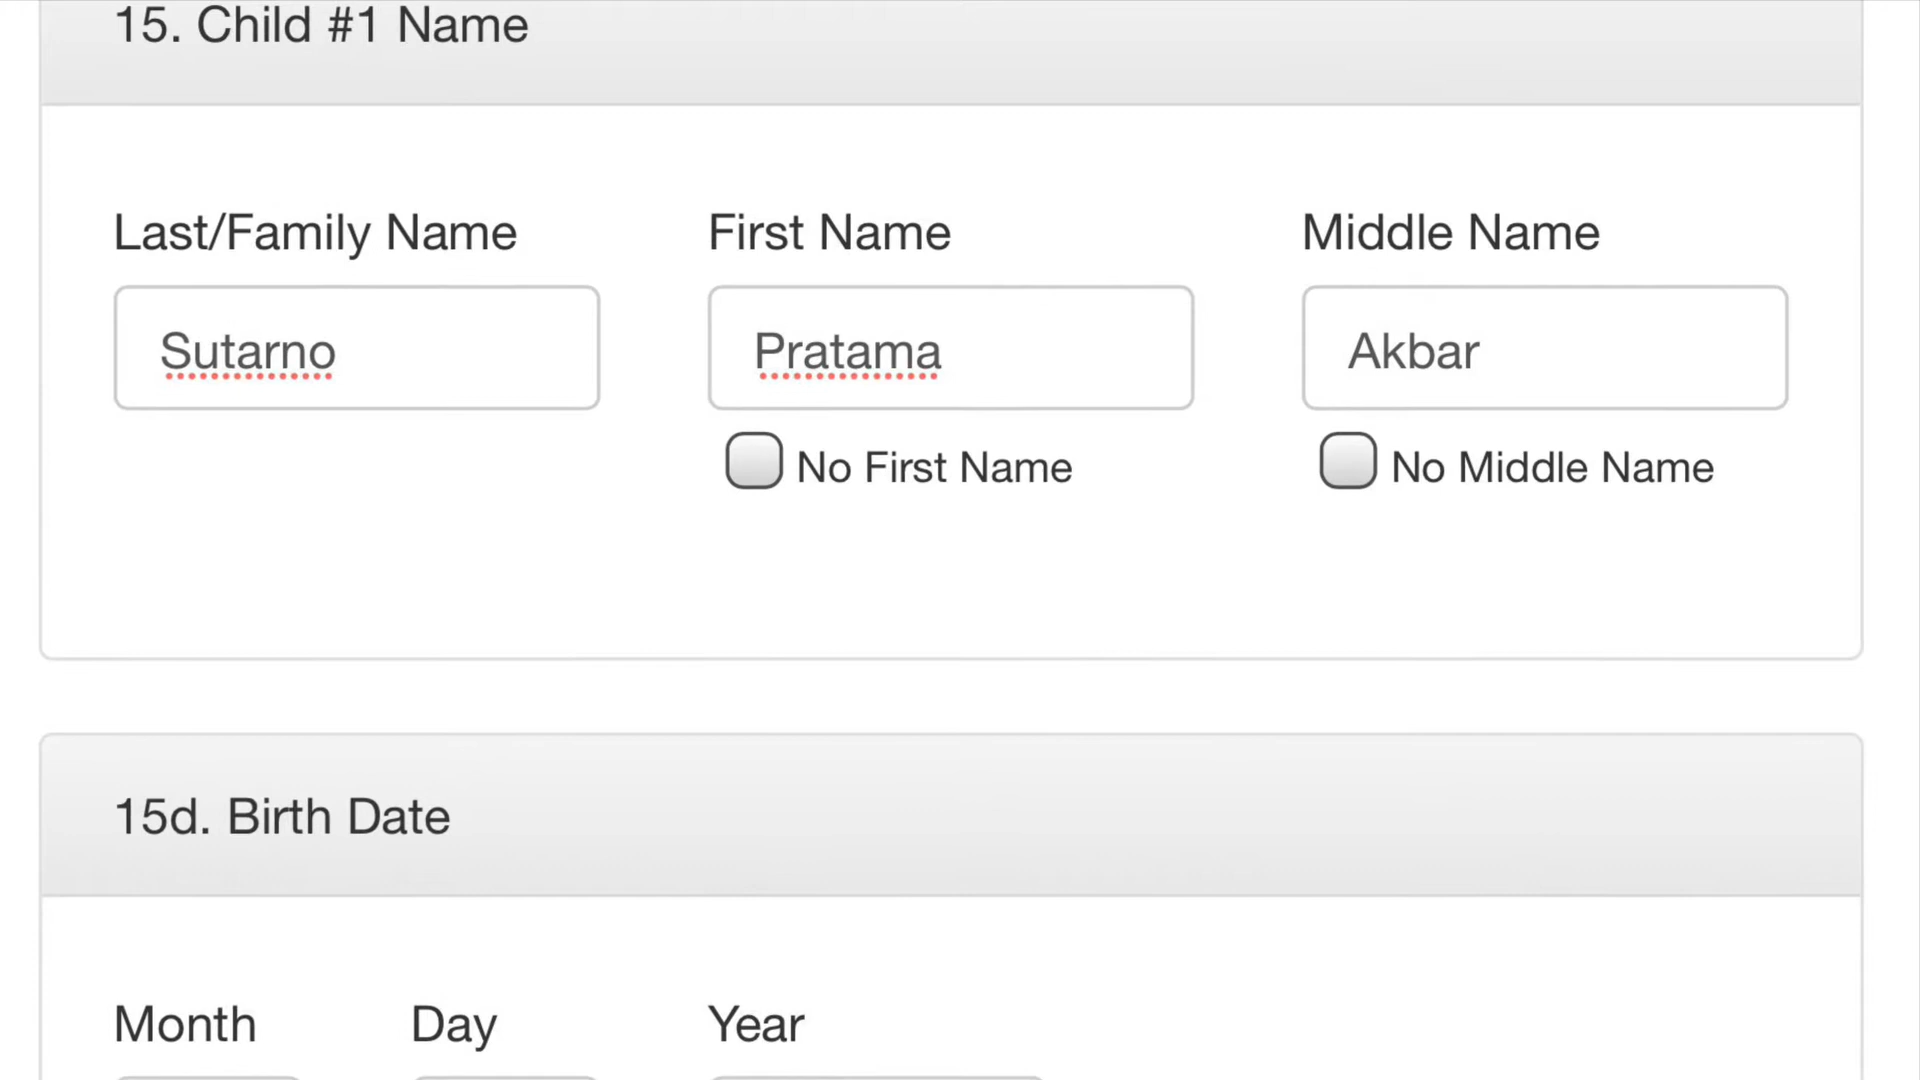 15. Child #1 Name
Last/Family Name First Name Middle Name
Sutarno Pratama Akbar
No First Name No Middle Name
15d. Birth Date
Month Day Year